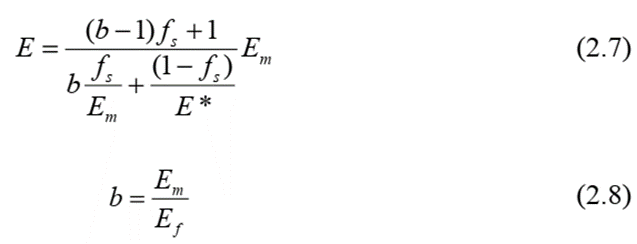 E = \frac{(b-1)f_s+1}{b\frac{f_s}{E_m}+\frac{(1-f_s)}{E*}}E_m (2.7)
b = \frac{E_m}{E_f} (2.8)